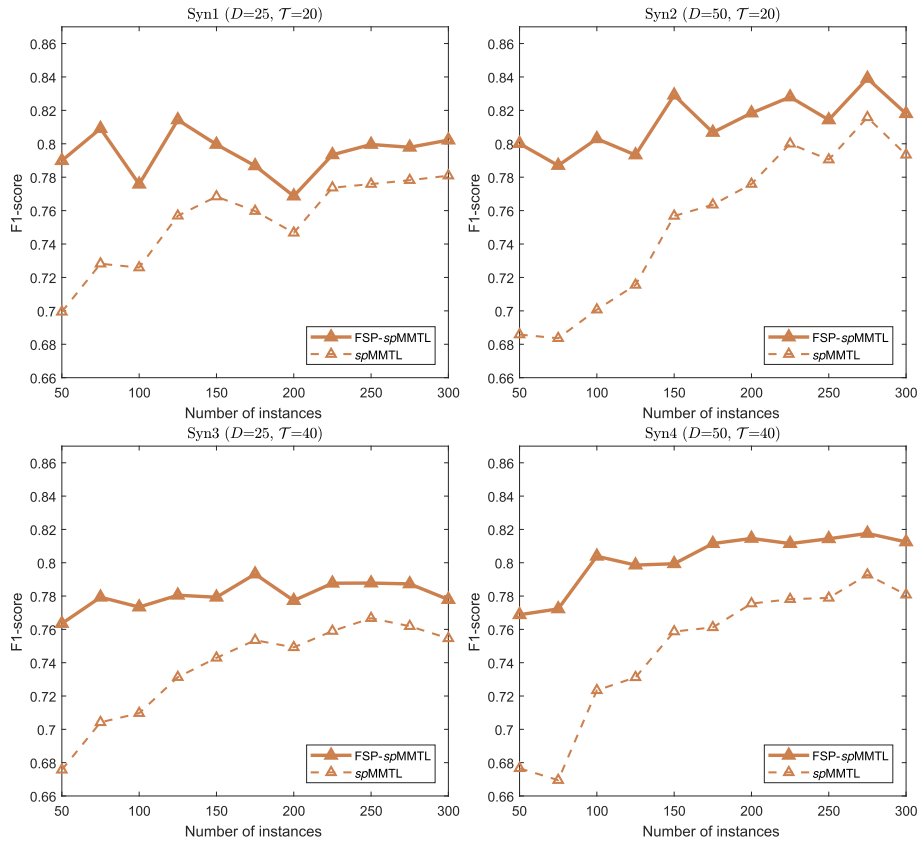 Syn1 (D=25, 𝒯=20)
0.86
0.84
0.82
0.8
0.78
0.76
0.74
0.72
0.7
0.68
0.66
F1-score
50 100 150 200 250 300
Number of instances
FSP-spMMTL
spMMTL
Syn2 (D=50, 𝒯=20)
0.86
0.84
0.82
0.8
0.78
0.76
0.74
0.72
0.7
0.68
0.66
F1-score
50 100 150 200 250 300
Number of instances
FSP-spMMTL
spMMTL
Syn3 (D=25, 𝒯=40)
0.86
0.84
0.82
0.8
0.78
0.76
0.74
0.72
0.7
0.68
0.66
F1-score
50 100 150 200 250 300
Number of instances
FSP-spMMTL
spMMTL
Syn4 (D=50, 𝒯=40)
0.86
0.84
0.82
0.8
0.78
0.76
0.74
0.72
0.7
0.68
0.66
F1-score
50 100 150 200 250 300
Number of instances
FSP-spMMTL
spMMTL